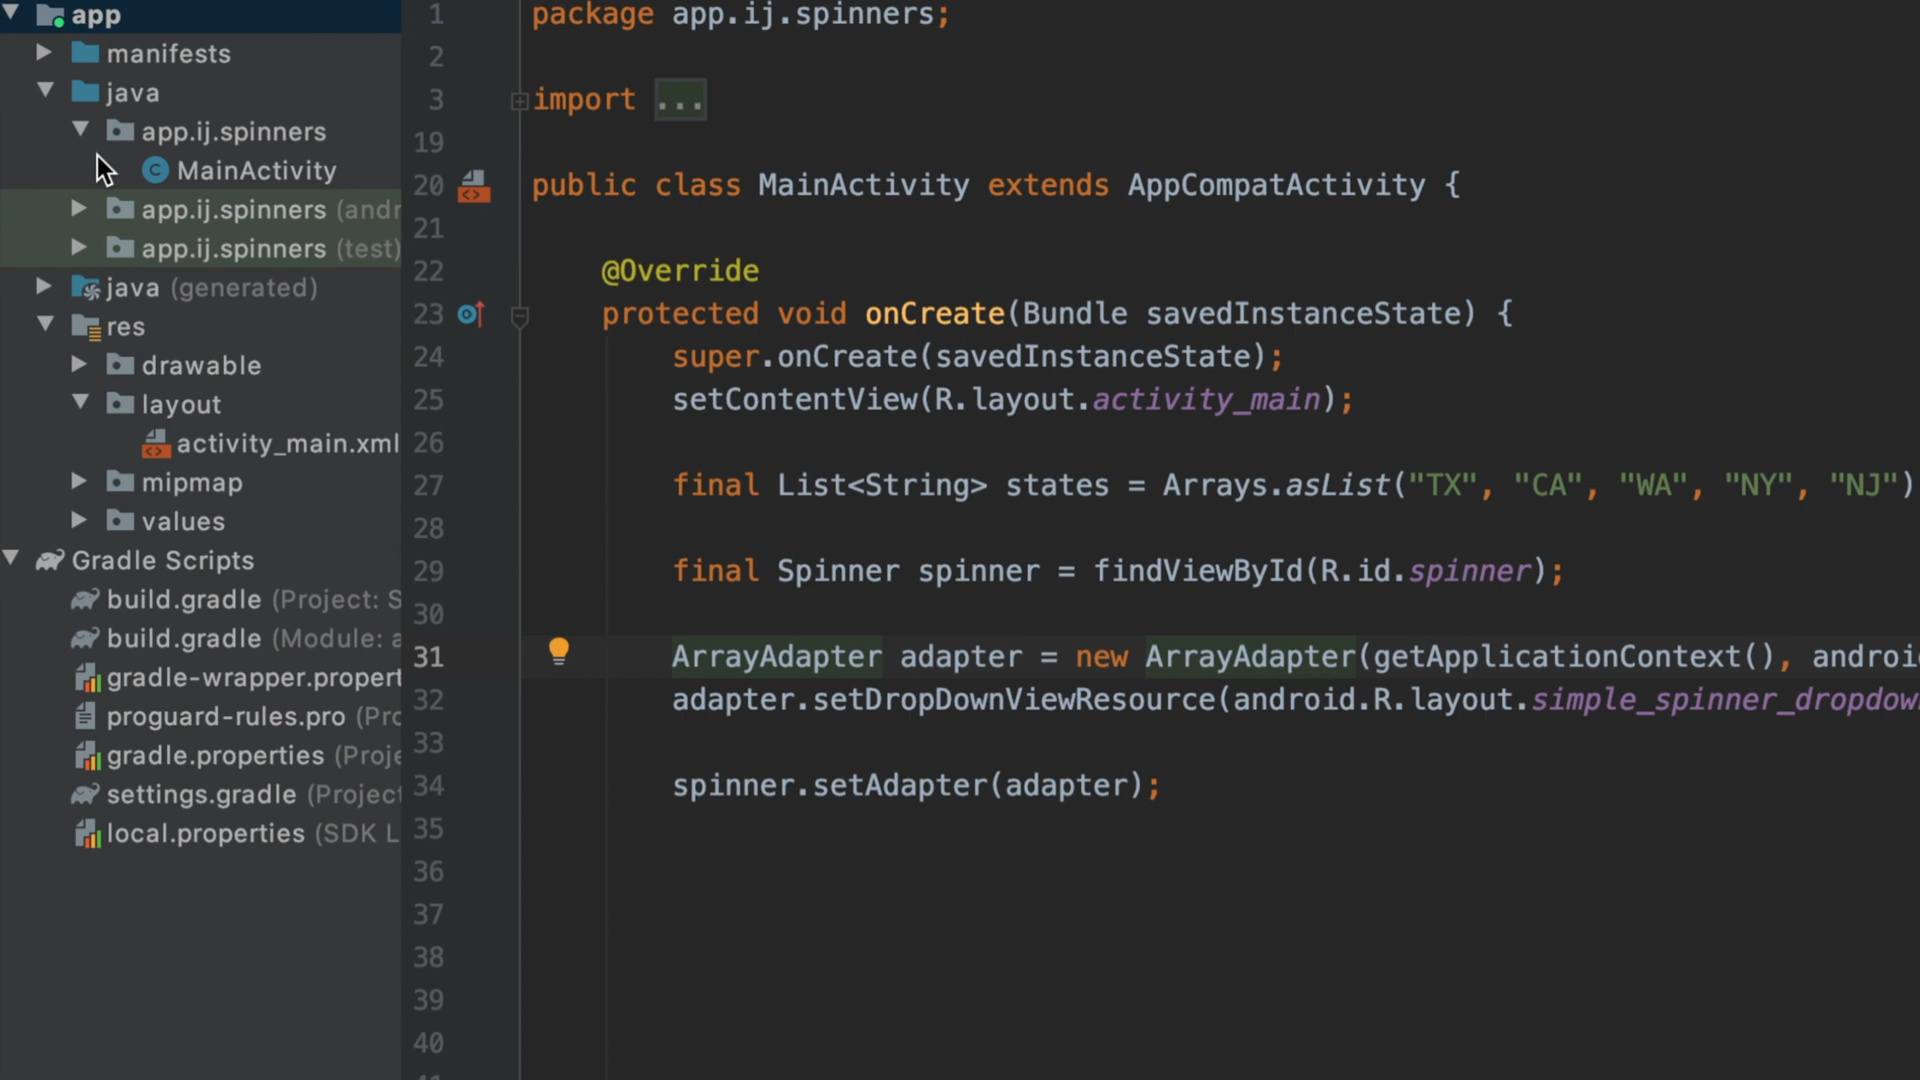 app
manifests
java
app.ij.spinners
MainActivity
app.ij.spinners (andr
app.ij.spinners (test)
java (generated)
res
drawable
layout
activity_main.xml
mipmap
values
Gradle Scripts
build.gradle (Project: S
build.gradle (Module: a
gradle-wrapper.propert
proguard-rules.pro (Pro
gradle.properties (Proje
settings.gradle (Project
local.properties (SDK L
1 package app.ij.spinners;
2
3 import ...
19
20 public class MainActivity extends AppCompatActivity {
21
22 @Override
23 protected void onCreate(Bundle savedInstanceState) {
24 super.onCreate(savedInstanceState);
25 setContentView(R.layout.activity_main);
26
27 final List<String> states = Arrays.asList("TX", "CA", "WA", "NY", "NJ")
28
29 final Spinner spinner = findViewById(R.id.spinner);
30
31 ArrayAdapter adapter = new ArrayAdapter(getApplicationContext(), androi
32 adapter.setDropDownViewResource(android.R.layout.simple_spinner_dropdow
33
34 spinner.setAdapter(adapter);
35
36
37
38
39
40